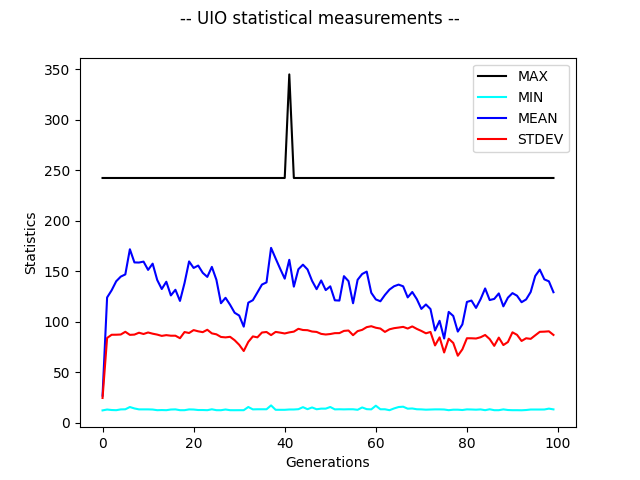 -- UIO statistical measurements --
350
300
250
200
150
100
50
0
Statistics
MAX
MIN
MEAN
STDEV
0
20
40
60
80
100
Generations